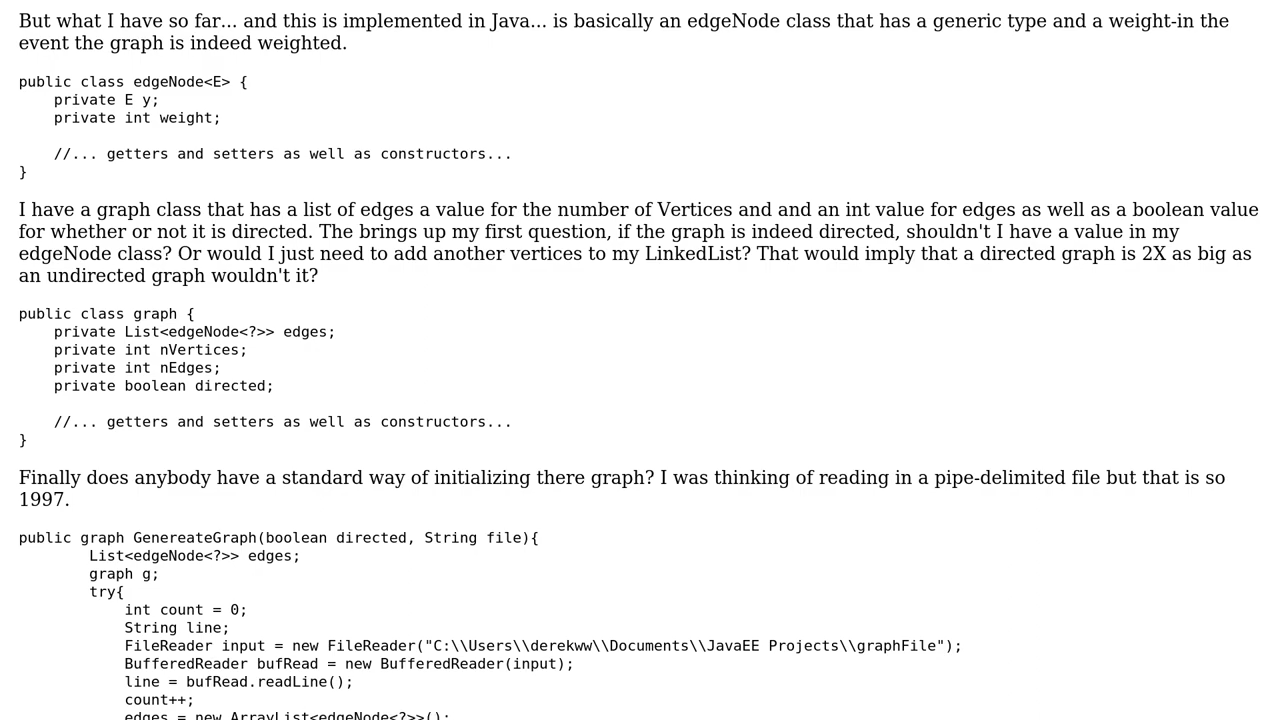 But what I have so far... and this is implemented in Java... is basically an edgeNode class that has a generic type and a weight-in the
event the graph is indeed weighted.
public class edgeNode<E> {
    private E y;
    private int weight;
    //... getters and setters as well as constructors...
}
I have a graph class that has a list of edges a value for the number of Vertices and and an int value for edges as well as a boolean value
for whether or not it is directed. The brings up my first question, if the graph is indeed directed, shouldn't I have a value in my
edgeNode class? Or would I just need to add another vertices to my LinkedList? That would imply that a directed graph is 2X as big as
an undirected graph wouldn't it?
public class graph {
    private List<edgeNode<?>> edges;
    private int nVertices;
    private int nEdges;
    private boolean directed;
    //... getters and setters as well as constructors...
}
Finally does anybody have a standard way of initializing there graph? I was thinking of reading in a pipe-delimited file but that is so
1997.
public graph GenereateGraph(boolean directed, String file){
        List<edgeNode<?>> edges;
        graph g;
        try{
            int count = 0;
            String line;
            FileReader input = new FileReader("C:\\Users\\derekww\\Documents\\JavaEE Projects\\graphFile");
            BufferedReader bufRead = new BufferedReader(input);
            line = bufRead.readLine();
            count++;
            edges = new ArrayList<edgeNode<?>>();